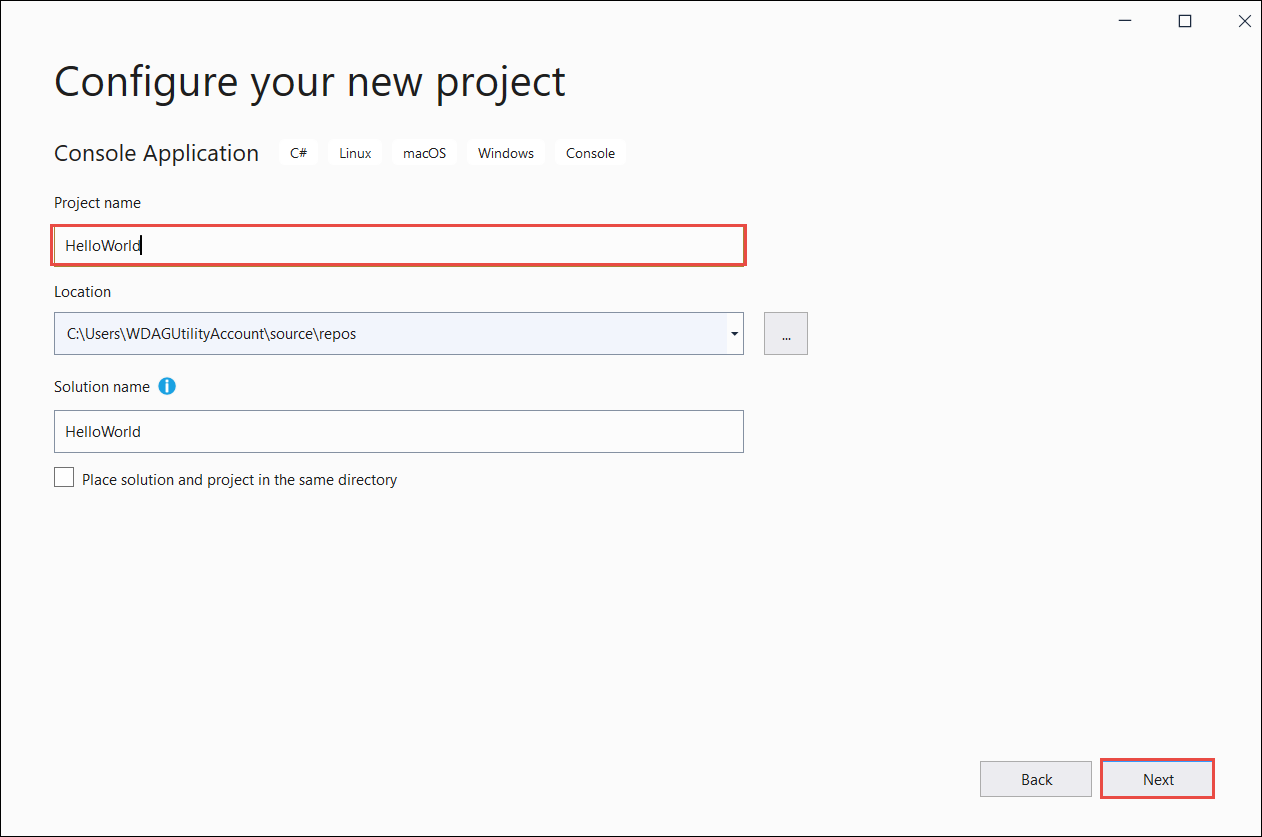 Configure your new project
Console Application C# Linux macOS Windows Console
Project name
HelloWorld
Location
C:\Users\WDAGUtilityAccount\source\repos
...
Solution name i
HelloWorld
Place solution and project in the same directory
Back Next